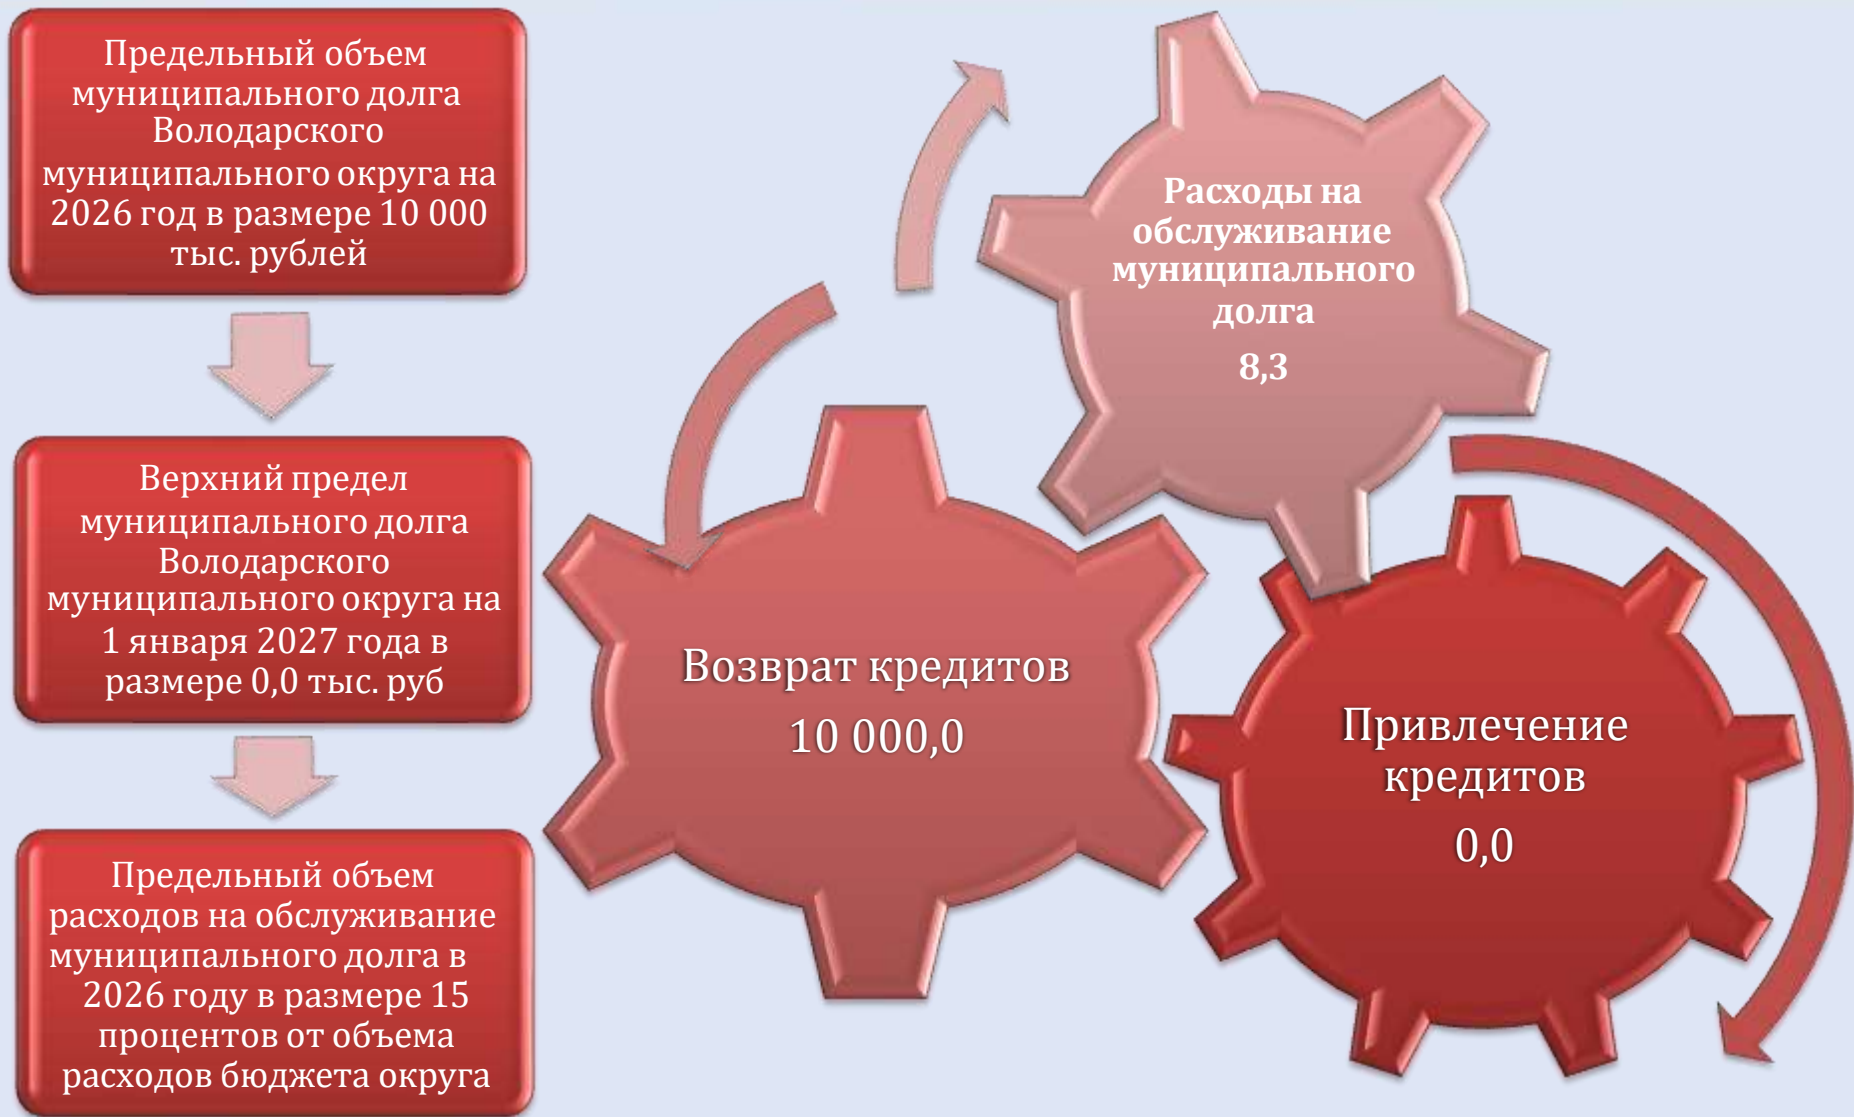 Предельный объем
муниципального долга
Володарского
муниципального округа на
2026 год в размере 10 000
тыс. рублей
Верхний предел
муниципального долга
Володарского
муниципального округа на
1 января 2027 года в
размере 0,0 тыс. руб
Предельный объем
расходов на обслуживание
муниципального долга в
2026 году в размере 15
процентов от объема
расходов бюджета округа
Расходы на
обслуживание
муниципального
долга
8,3
Возврат кредитов
10 000,0
Привлечение
кредитов
0,0